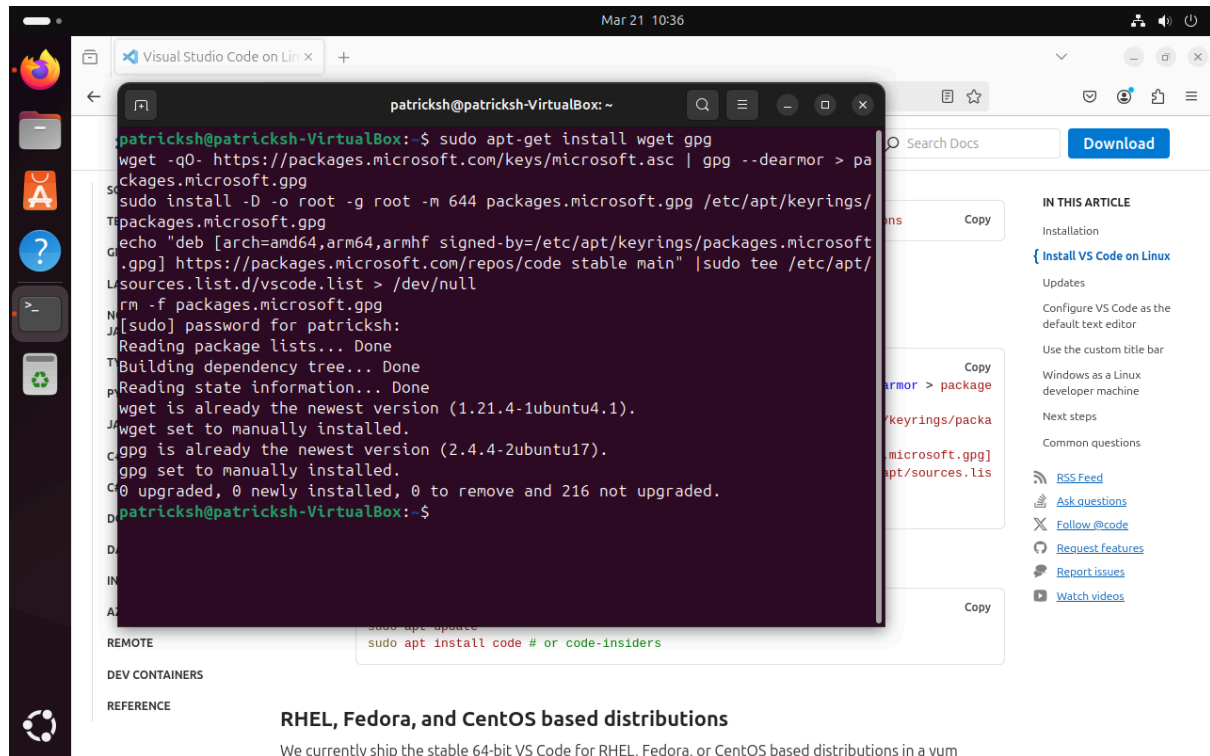 Mar 21 10:36
Visual Studio Code on Lin
patricksh@patricksh-VirtualBox: ~
patricksh@patricksh-VirtualBox:~$ sudo apt-get install wget gpg
wget -qO- https://packages.microsoft.com/keys/microsoft.asc | gpg --dearmor > pa
ckages.microsoft.gpg
sudo install -D -o root -g root -m 644 packages.microsoft.gpg /etc/apt/keyrings/
packages.microsoft.gpg
echo "deb [arch=amd64,arm64,armhf signed-by=/etc/apt/keyrings/packages.microsoft
.gpg] https://packages.microsoft.com/repos/code stable main" |sudo tee /etc/apt/
sources.list.d/vscode.list > /dev/null
rm -f packages.microsoft.gpg
[sudo] password for patricksh:
Reading package lists... Done
Building dependency tree... Done
Reading state information... Done
wget is already the newest version (1.21.4-1ubuntu4.1).
wget set to manually installed.
gpg is already the newest version (2.4.4-2ubuntu17).
gpg set to manually installed.
0 upgraded, 0 newly installed, 0 to remove and 216 not upgraded.
patricksh@patricksh-VirtualBox:~$
Search Docs
Download
Copy
Copy
armor > package
/keyrings/packa
.microsoft.gpg]
apt/sources.lis
Copy
sudo apt update
sudo apt install code # or code-insiders
REMOTE
DEV CONTAINERS
REFERENCE
RHEL, Fedora, and CentOS based distributions
We currently ship the stable 64-bit VS Code for RHEL, Fedora, or CentOS based distributions in a yum
IN THIS ARTICLE
Installation
Install VS Code on Linux
Updates
Configure VS Code as the
default text editor
Use the custom title bar
Windows as a Linux
developer machine
Next steps
Common questions
RSS Feed
Ask questions
Follow @code
Request features
Report issues
Watch videos